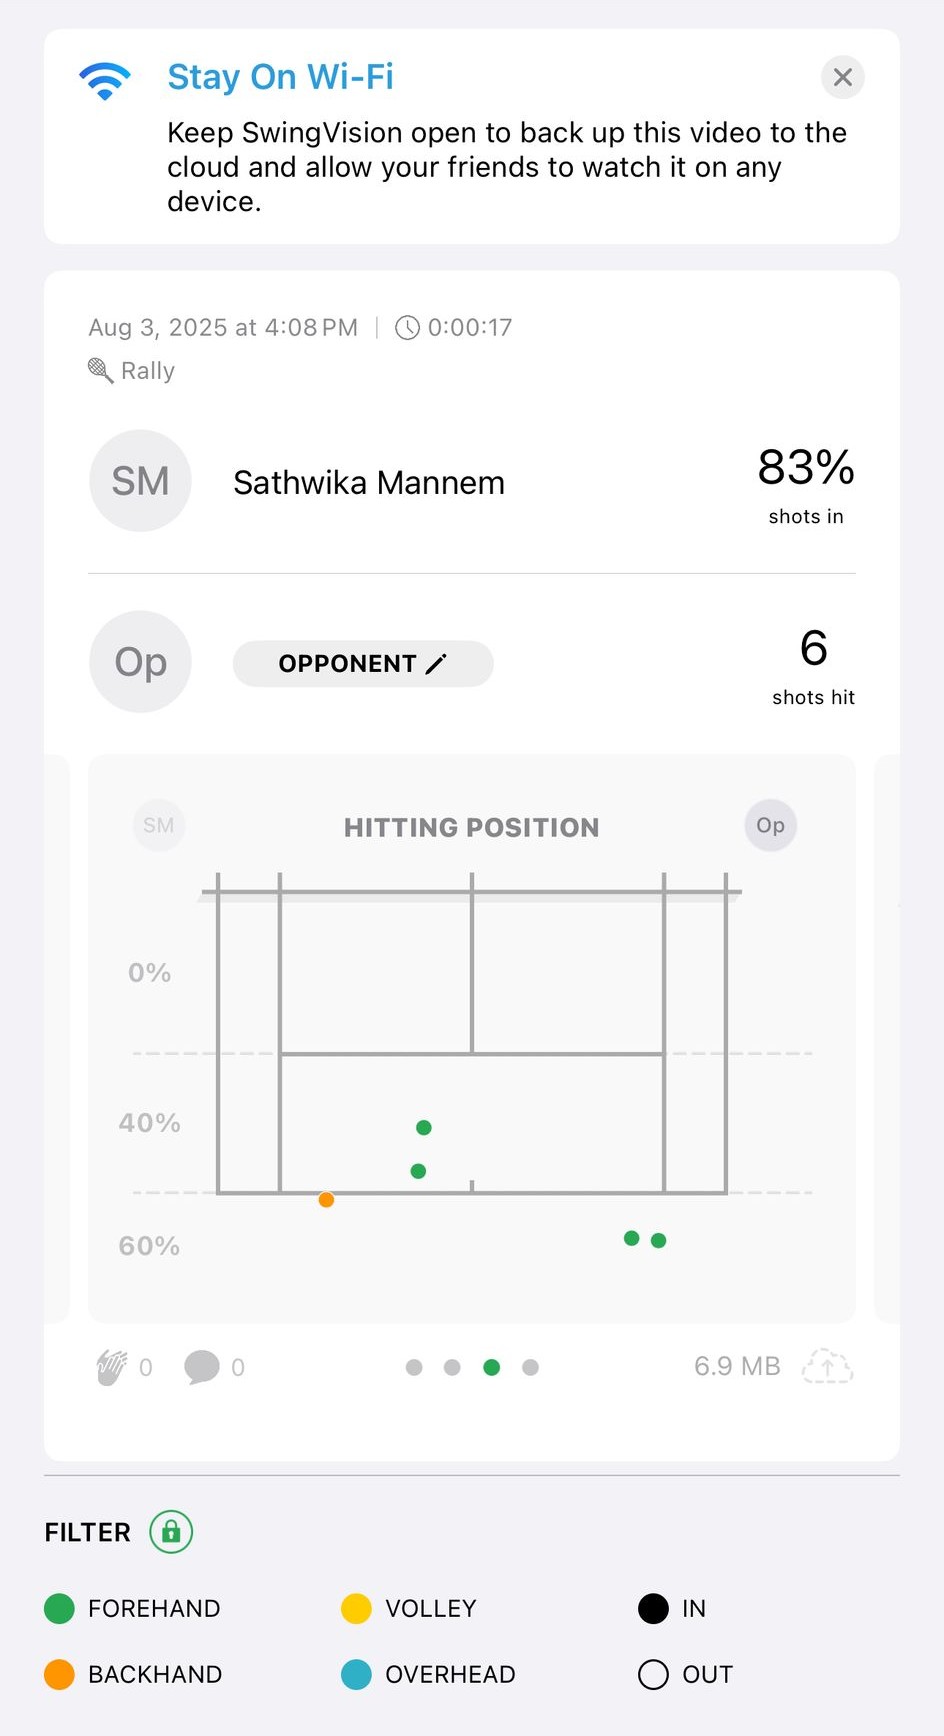 Stay On Wi-Fi
Keep SwingVision open to back up this video to the
cloud and allow your friends to watch it on any
device.
Aug 3, 2025 at 4:08 PM | 0:00:17
Rally
SM Sathwika Mannem 83%
shots in
Op OPPONENT 6
shots hit
SM HITTING POSITION Op
0%
40%
60%
0 0 6.9 MB
FILTER
FOREHAND VOLLEY IN
BACKHAND OVERHEAD OUT